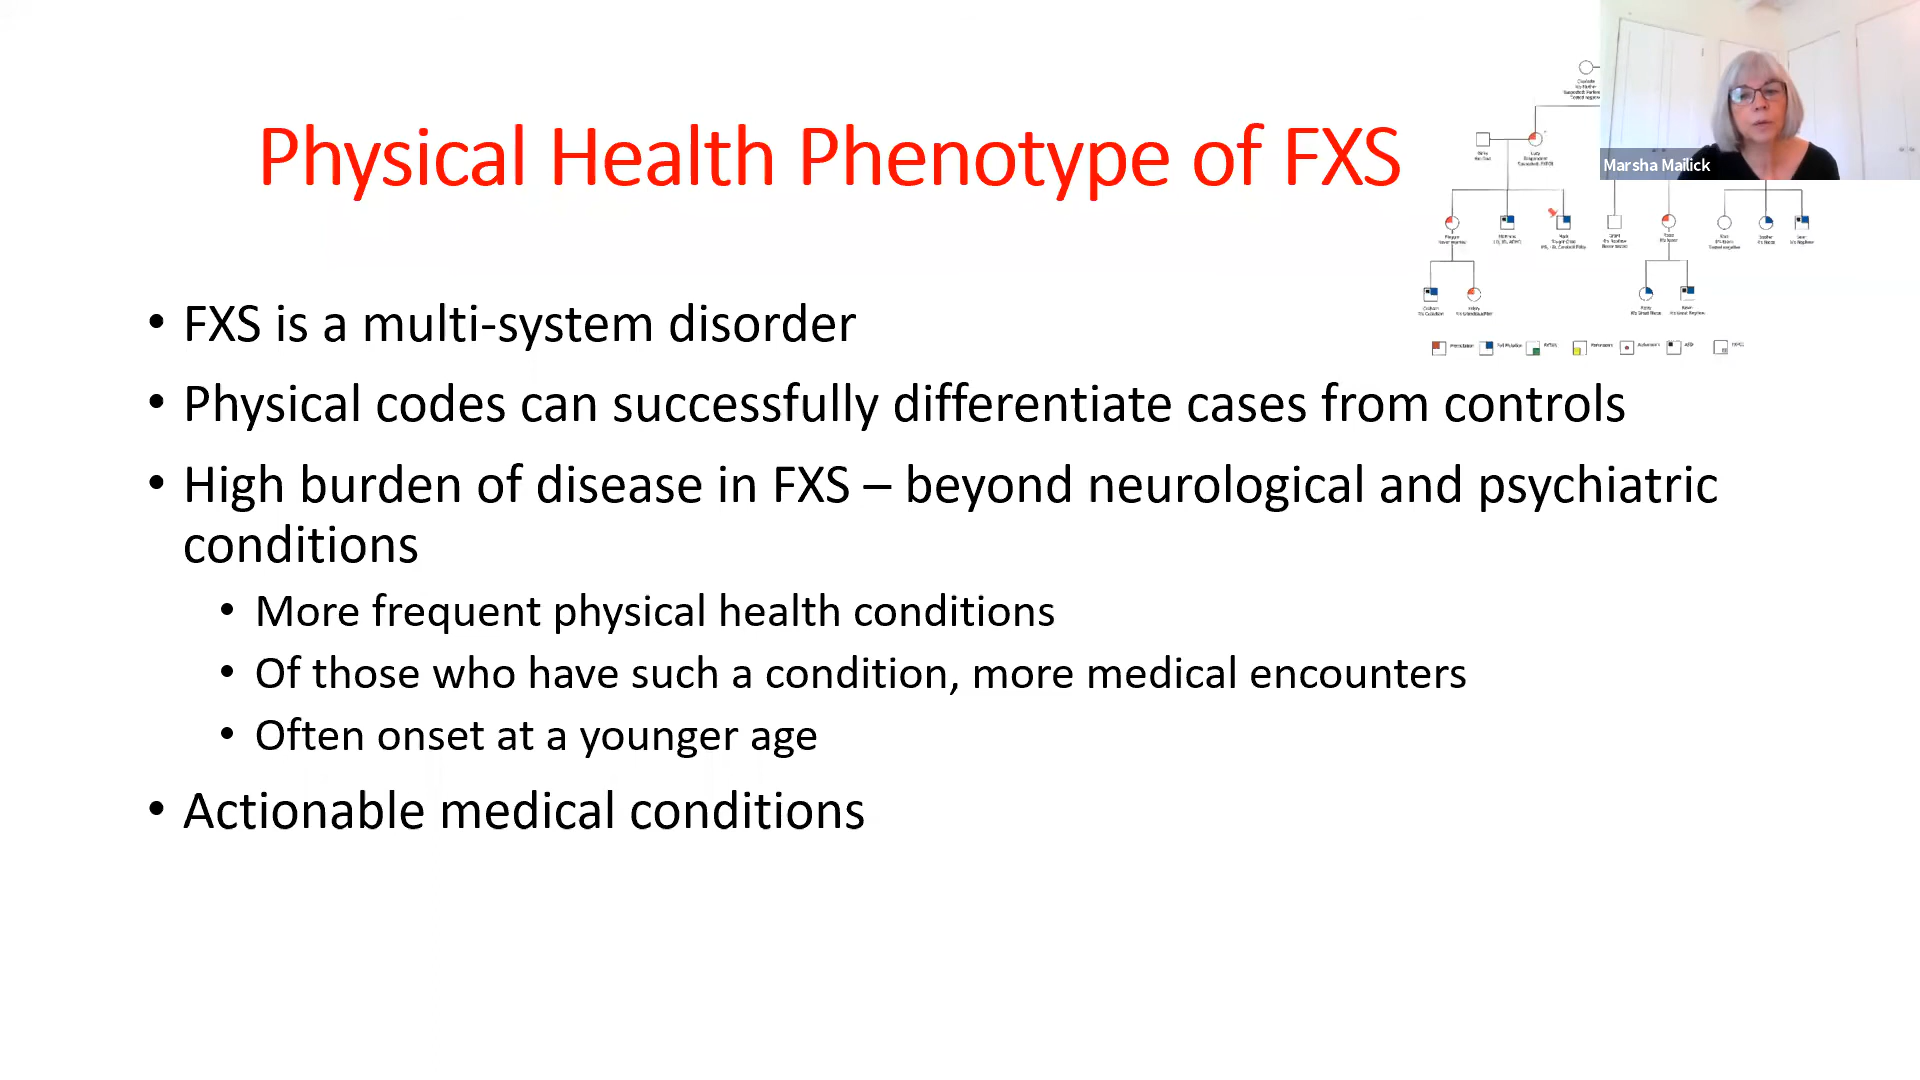 Physical Health Phenotype of FXS
Marsha Mailick
• FXS is a multi-system disorder
• Physical codes can successfully differentiate cases from controls
• High burden of disease in FXS – beyond neurological and psychiatric
conditions
• More frequent physical health conditions
• Of those who have such a condition, more medical encounters
• Often onset at a younger age
• Actionable medical conditions